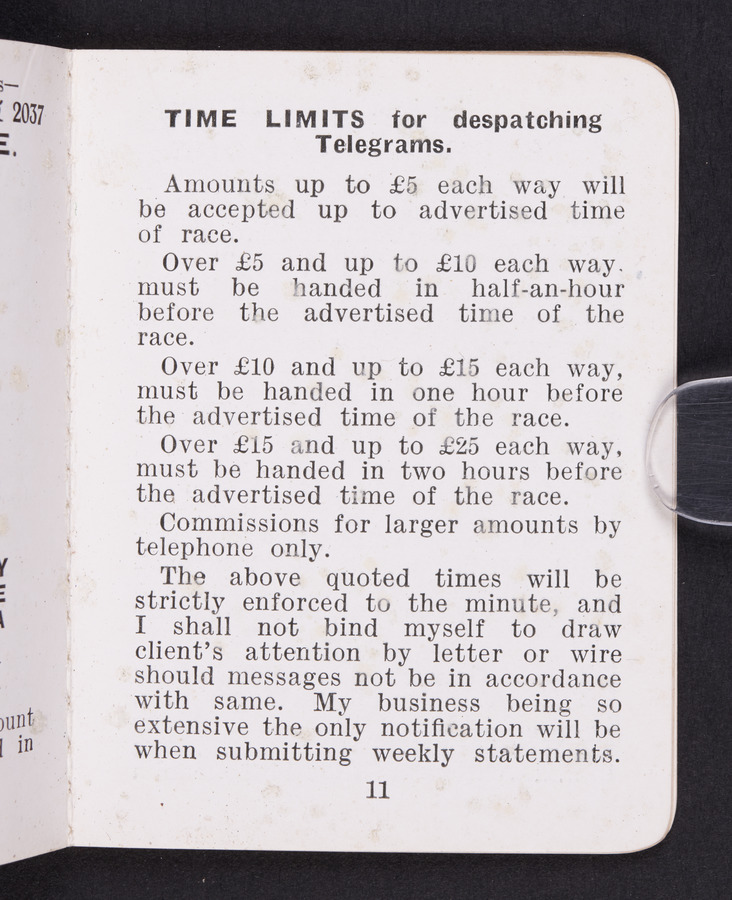 s—
2037
E.
Y
E
A
ount
l in
TIME LIMITS for despatching
Telegrams.
Amounts up to £5 each way will
be accepted up to advertised time
of race.
Over £5 and up to £10 each way.
must be handed in half-an-hour
before the advertised time of the
race.
Over £10 and up to £15 each way,
must be handed in one hour before
the advertised time of the race.
Over £15 and up to £25 each way,
must be handed in two hours before
the advertised time of the race.
Commissions for larger amounts by
telephone only.
The above quoted times will be
strictly enforced to the minute, and
I shall not bind myself to draw
client's attention by letter or wire
should messages not be in accordance
with same. My business being so
extensive the only notification will be
when submitting weekly statements.
11